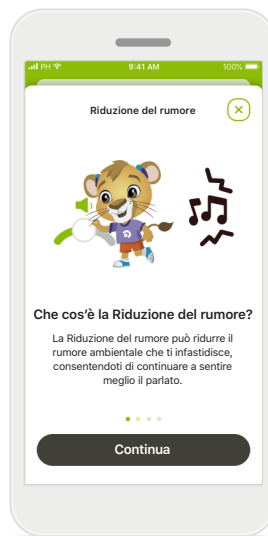 PH 9:41 AM 100%
Riduzione del rumore
Che cos'è la Riduzione del rumore?
La Riduzione del rumore può ridurre il
rumore ambientale che ti infastidisce,
consentendoti di continuare a sentire
meglio il parlato.
Continua